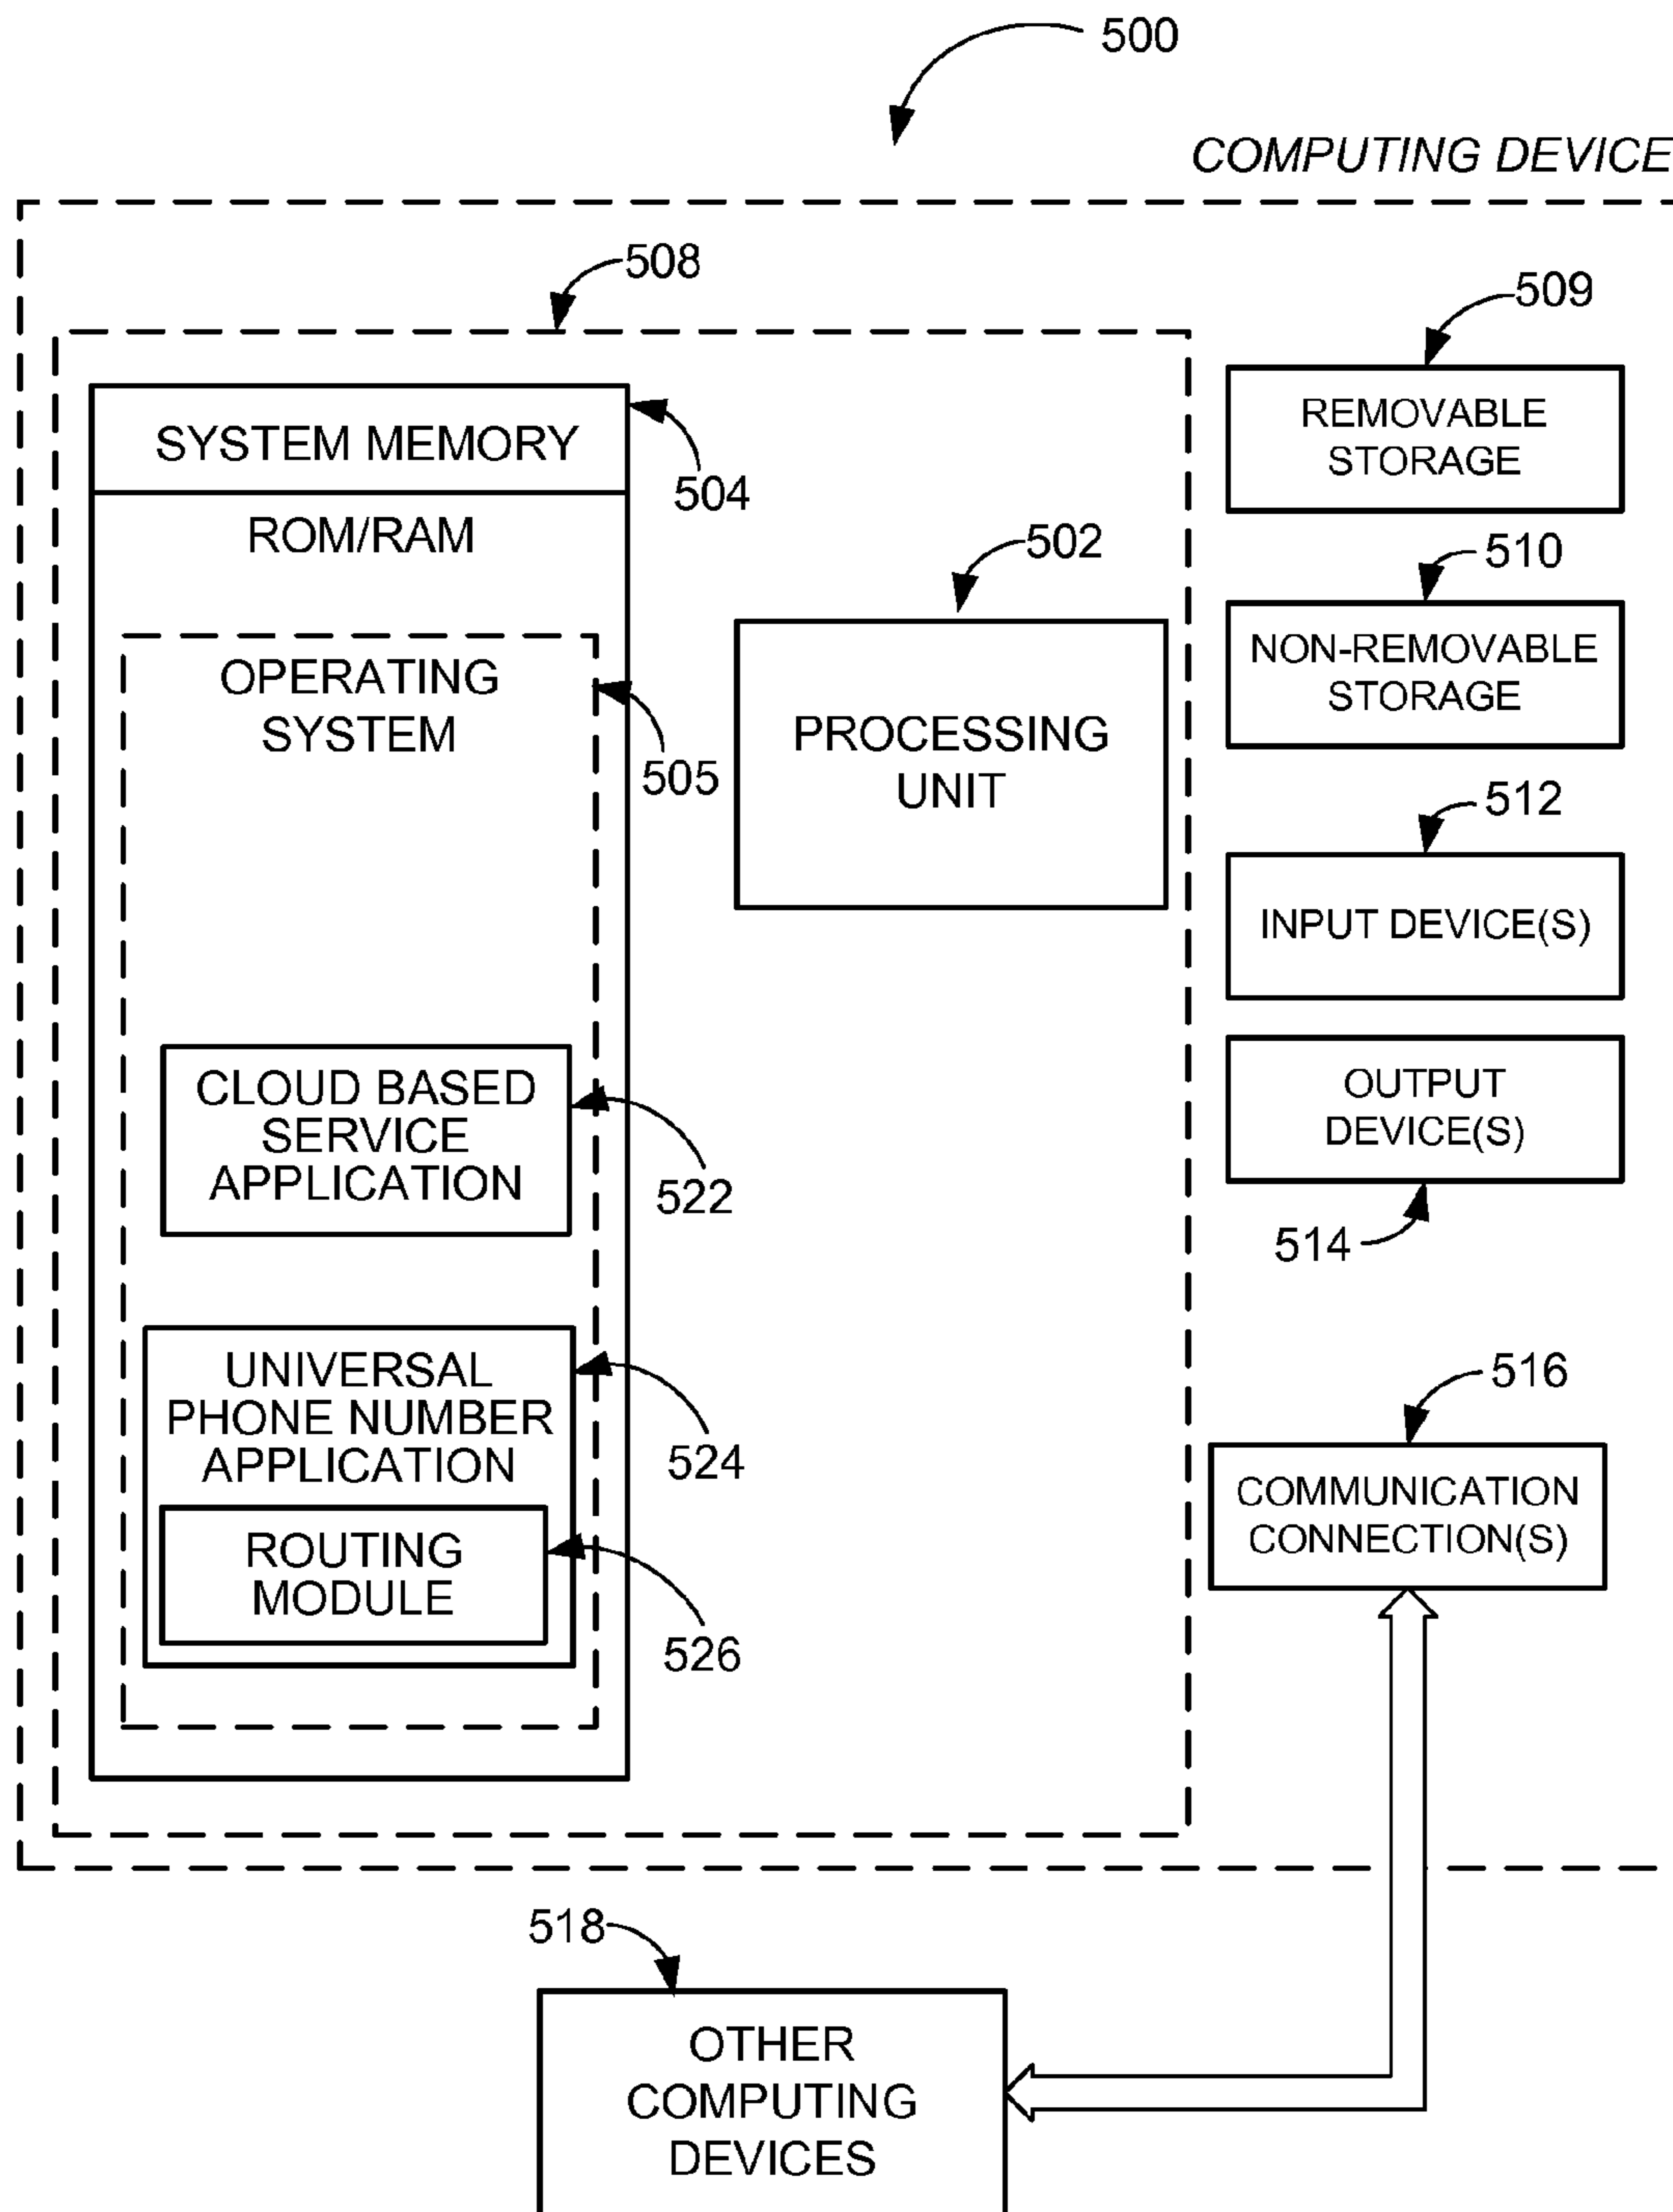 500
COMPUTING DEVICE
508
509
SYSTEM MEMORY
504
ROM/RAM
REMOVABLE
STORAGE
502
510
OPERATING
SYSTEM
505
PROCESSING
UNIT
NON-REMOVABLE
STORAGE
512
INPUT DEVICE(S)
CLOUD BASED
SERVICE
APPLICATION
522
OUTPUT
DEVICE(S)
514
UNIVERSAL
PHONE NUMBER
APPLICATION
524
516
COMMUNICATION
CONNECTION(S)
ROUTING
MODULE
526
518
OTHER
COMPUTING
DEVICES